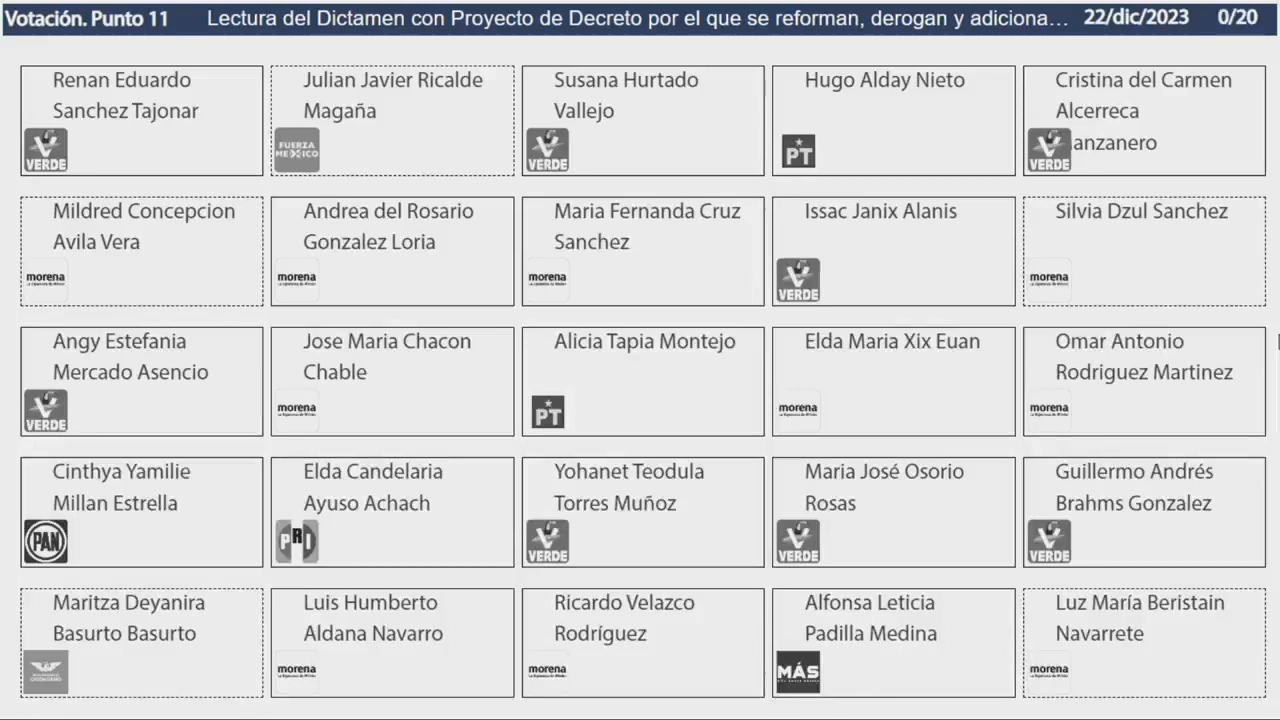 Votación. Punto 11 Lectura del Dictamen con Proyecto de Decreto por el que se reforman, derogan y adiciona... 22/dic/2023 0/20
Renan Eduardo
Sanchez Tajonar
VERDE
Julian Javier Ricalde
Magaña
FUERZA
MEXICO
Susana Hurtado
Vallejo
VERDE
Hugo Alday Nieto
PT
Cristina del Carmen
Alcerreca
anzanero
VERDE
Mildred Concepcion
Avila Vera
morena
Andrea del Rosario
Gonzalez Loria
morena
Maria Fernanda Cruz
Sanchez
morena
Issac Janix Alanis
VERDE
Silvia Dzul Sanchez
morena
Angy Estefania
Mercado Asencio
VERDE
Jose Maria Chacon
Chable
morena
Alicia Tapia Montejo
PT
Elda Maria Xix Euan
morena
Omar Antonio
Rodriguez Martinez
morena
Cinthya Yamilie
Millan Estrella
PAN
Elda Candelaria
Ayuso Achach
PRI
Yohanet Teodula
Torres Muñoz
VERDE
Maria José Osorio
Rosas
VERDE
Guillermo Andrés
Brahms Gonzalez
VERDE
Maritza Deyanira
Basurto Basurto
Luis Humberto
Aldana Navarro
morena
Ricardo Velazco
Rodríguez
morena
Alfonsa Leticia
Padilla Medina
MÁS
Luz María Beristain
Navarrete
morena